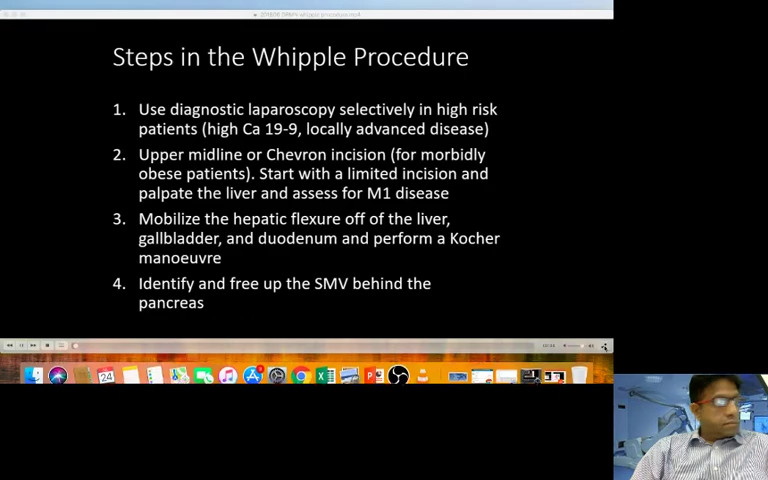 Steps in the Whipple Procedure
1. Use diagnostic laparoscopy selectively in high risk
patients (high Ca 19-9, locally advanced disease)
2. Upper midline or Chevron incision (for morbidly
obese patients). Start with a limited incision and
palpate the liver and assess for M1 disease
3. Mobilize the hepatic flexure off of the liver,
gallbladder, and duodenum and perform a Kocher
manoeuvre
4. Identify and free up the SMV behind the
pancreas
24